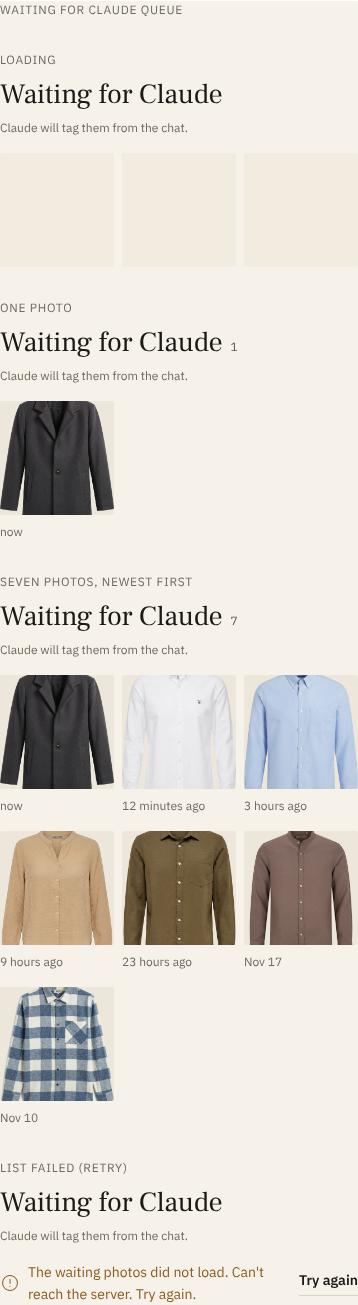 WAITING FOR CLAUDE QUEUE
LOADING
Waiting for Claude
Claude will tag them from the chat.
ONE PHOTO
Waiting for Claude 1
Claude will tag them from the chat.
now
SEVEN PHOTOS, NEWEST FIRST
Waiting for Claude 7
Claude will tag them from the chat.
now
12 minutes ago
3 hours ago
9 hours ago
23 hours ago
Nov 17
Nov 10
LIST FAILED (RETRY)
Waiting for Claude
Claude will tag them from the chat.
The waiting photos did not load. Can't
reach the server. Try again.
Try again